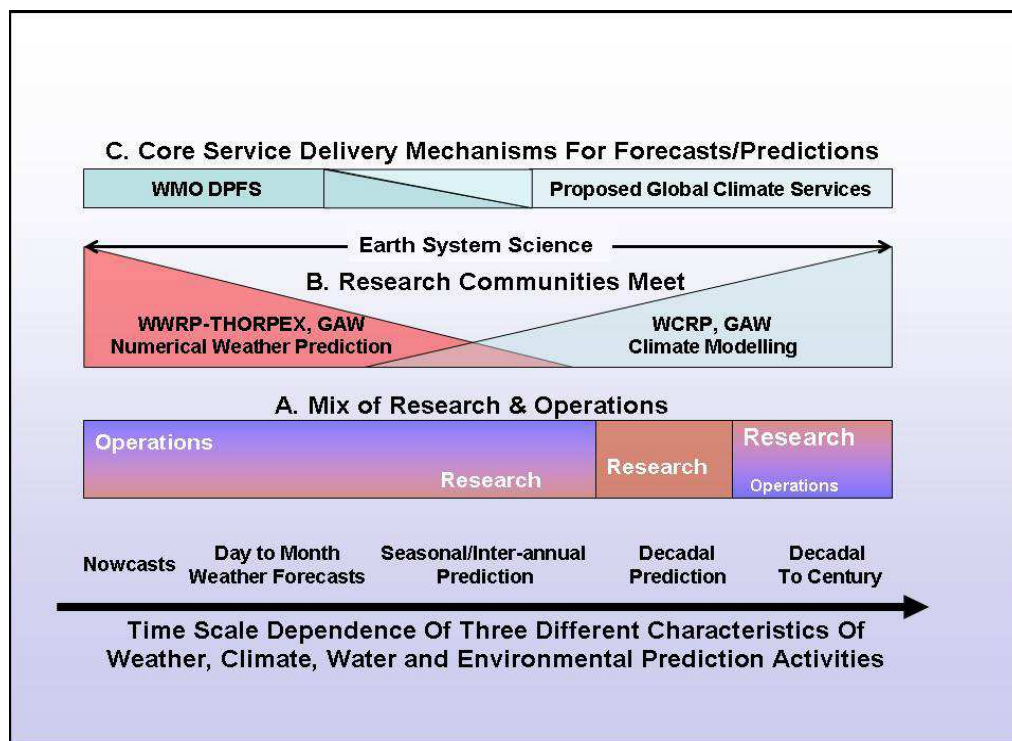 C. Core Service Delivery Mechanisms For Forecasts/Predictions
WMO DPFS
Proposed Global Climate Services
Earth System Science
B. Research Communities Meet
WWRP-THORPEX, GAW
Numerical Weather Prediction
WCRP, GAW
Climate Modelling
A. Mix of Research & Operations
Operations
Research
Research
Research
Operations
Nowcasts
Day to Month
Weather Forecasts
Seasonal/Inter-annual
Prediction
Decadal
Prediction
Decadal
To Century
Time Scale Dependence Of Three Different Characteristics Of
Weather, Climate, Water and Environmental Prediction Activities